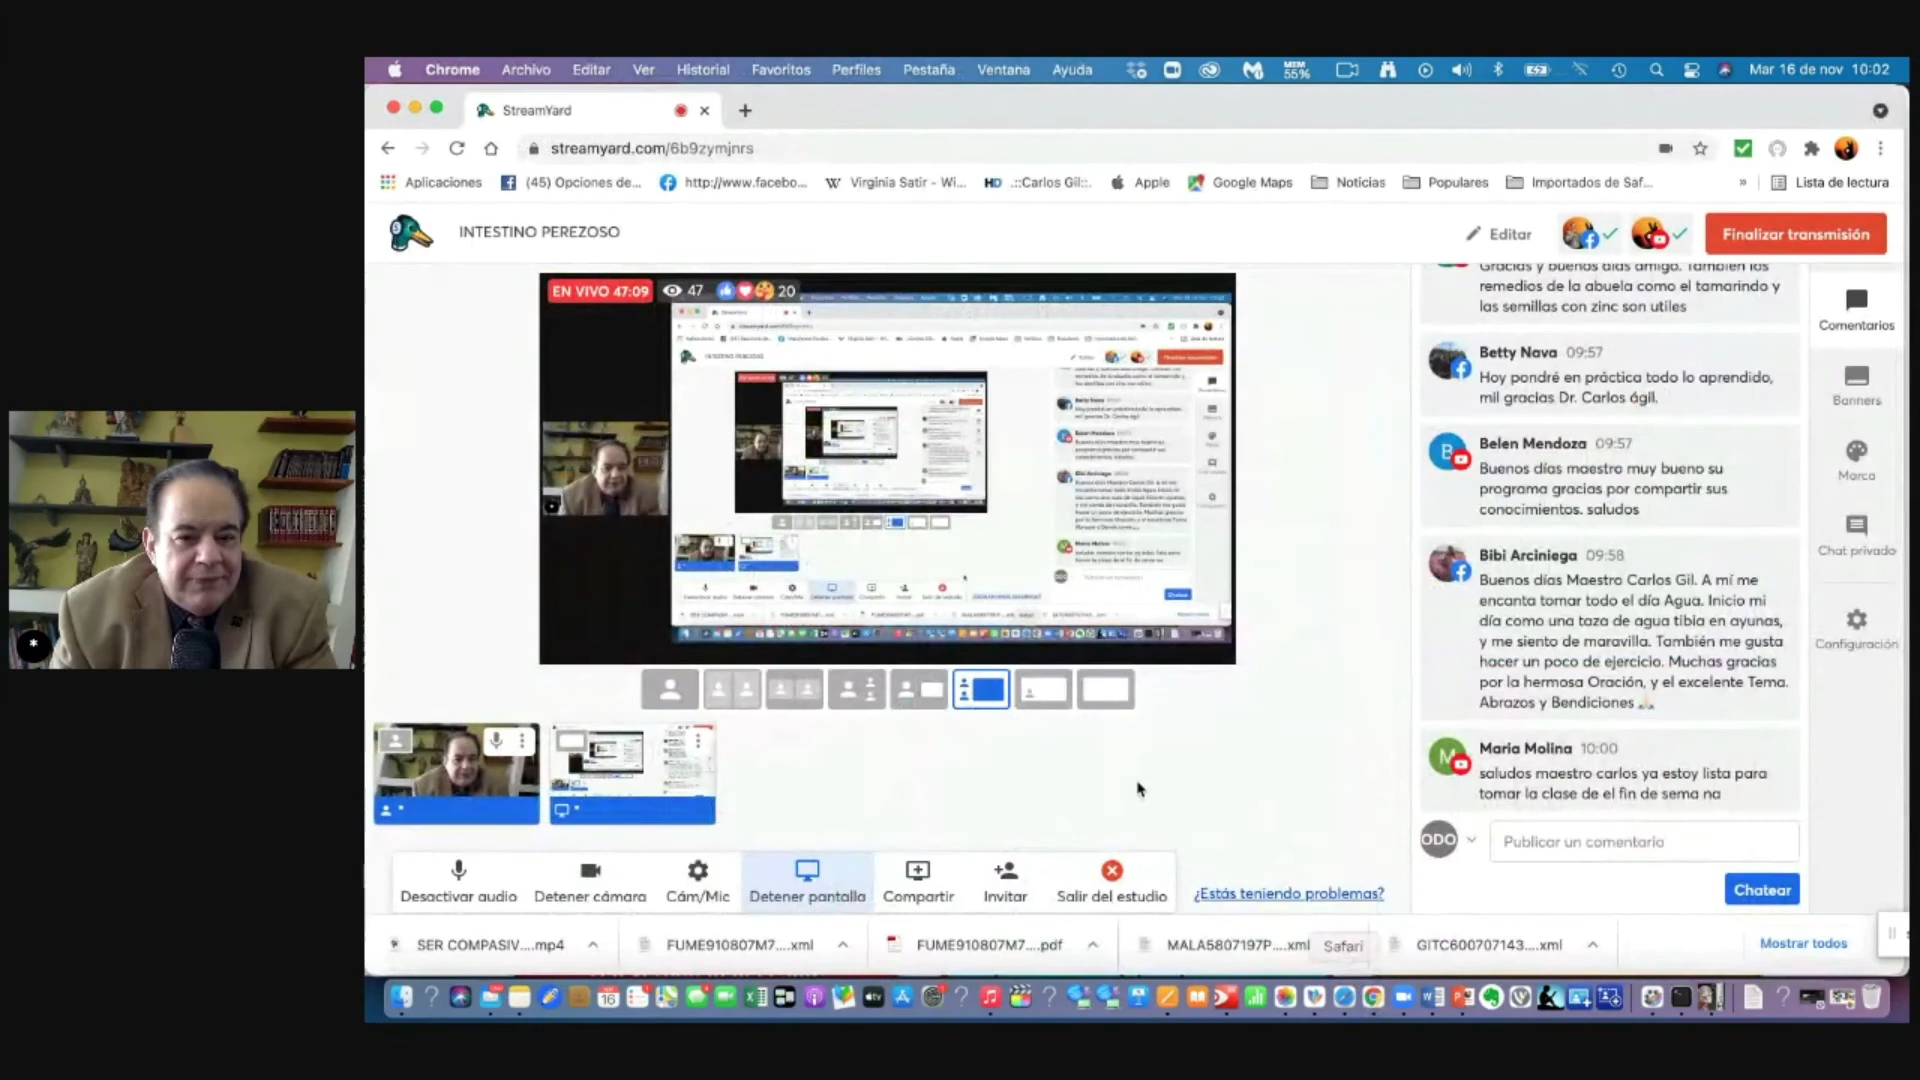 Chrome Archivo Editar Ver Historial Favoritos Perfiles Pestaña Ventana Ayuda MEM 55% Mar 16 de nov 10:02
StreamYard
streamyard.com/6b9zymjnrs
Aplicaciones (45) Opciones de... http://www.facebo... Virginia Satir - Wi... HD .::Carlos Gil::. Apple Google Maps Noticias Populares Importados de Saf... » Lista de lectura
INTESTINO PEREZOSO Editar Finalizar transmisión
EN VIVO 47:09 47 20
Gracias y buenos días amigo. También los
remedios de la abuela como el tamarindo y
las semillas con zinc son utiles
Betty Nava 09:57
Hoy pondré en práctica todo lo aprendido,
mil gracias Dr. Carlos ágil.
B Belen Mendoza 09:57
Buenos días maestro muy bueno su
programa gracias por compartir sus
conocimientos. saludos
Bibi Arciniega 09:58
Buenos días Maestro Carlos Gil. A mí me
encanta tomar todo el día Agua. Inicio mi
día como una taza de agua tibia en ayunas,
y me siento de maravilla. También me gusta
hacer un poco de ejercicio. Muchas gracias
por la hermosa Oración, y el excelente Tema.
Abrazos y Bendiciones
M Maria Molina 10:00
saludos maestro carlos ya estoy lista para
tomar la clase de el fin de sema na
ODO Publicar un comentario
Chatear
Comentarios
Banners
Marca
Chat privado
Configuración
*
Desactivar audio Detener cámara Cám/Mic Detener pantalla Compartir Invitar Salir del estudio ¿Estás teniendo problemas?
SER COMPASIV....mp4 FUME910807M7....xml FUME910807M7....pdf MALA5807197P....xml Safari GITC600707143....xml Mostrar todos
16